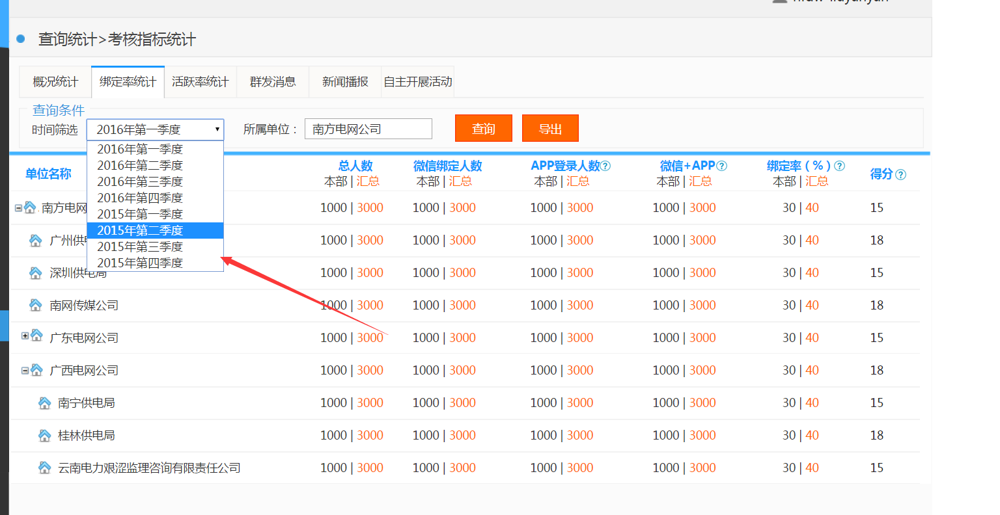 查询统计>考核指标统计
概况统计 绑定率统计 活跃率统计 群发消息 新闻播报 自主开展活动
查询条件
时间筛选 2016年第一季度 所属单位： 南方电网公司 查询 导出
2016年第一季度
2016年第二季度
2016年第三季度
2016年第四季度
2015年第一季度
2015年第二季度
2015年第三季度
2015年第四季度
单位名称 总人数 微信绑定人数 APP登录人数? 微信+APP? 绑定率（%）? 得分?
本部 | 汇总 本部 | 汇总 本部 | 汇总 本部 | 汇总 本部 | 汇总
南方电网 1000 | 3000 1000 | 3000 1000 | 3000 1000 | 3000 30 | 40 15
广州供 1000 | 3000 1000 | 3000 1000 | 3000 1000 | 3000 30 | 40 18
深圳供电局 1000 | 3000 1000 | 3000 1000 | 3000 1000 | 3000 30 | 40 15
南网传媒公司 1000 | 3000 1000 | 3000 1000 | 3000 1000 | 3000 30 | 40 18
广东电网公司 1000 | 3000 1000 | 3000 1000 | 3000 1000 | 3000 30 | 40 15
广西电网公司 1000 | 3000 1000 | 3000 1000 | 3000 1000 | 3000 30 | 40 18
南宁供电局 1000 | 3000 1000 | 3000 1000 | 3000 1000 | 3000 30 | 40 15
桂林供电局 1000 | 3000 1000 | 3000 1000 | 3000 1000 | 3000 30 | 40 18
云南电力艰涩监理咨询有限责任公司 1000 | 3000 1000 | 3000 1000 | 3000 1000 | 3000 30 | 40 15